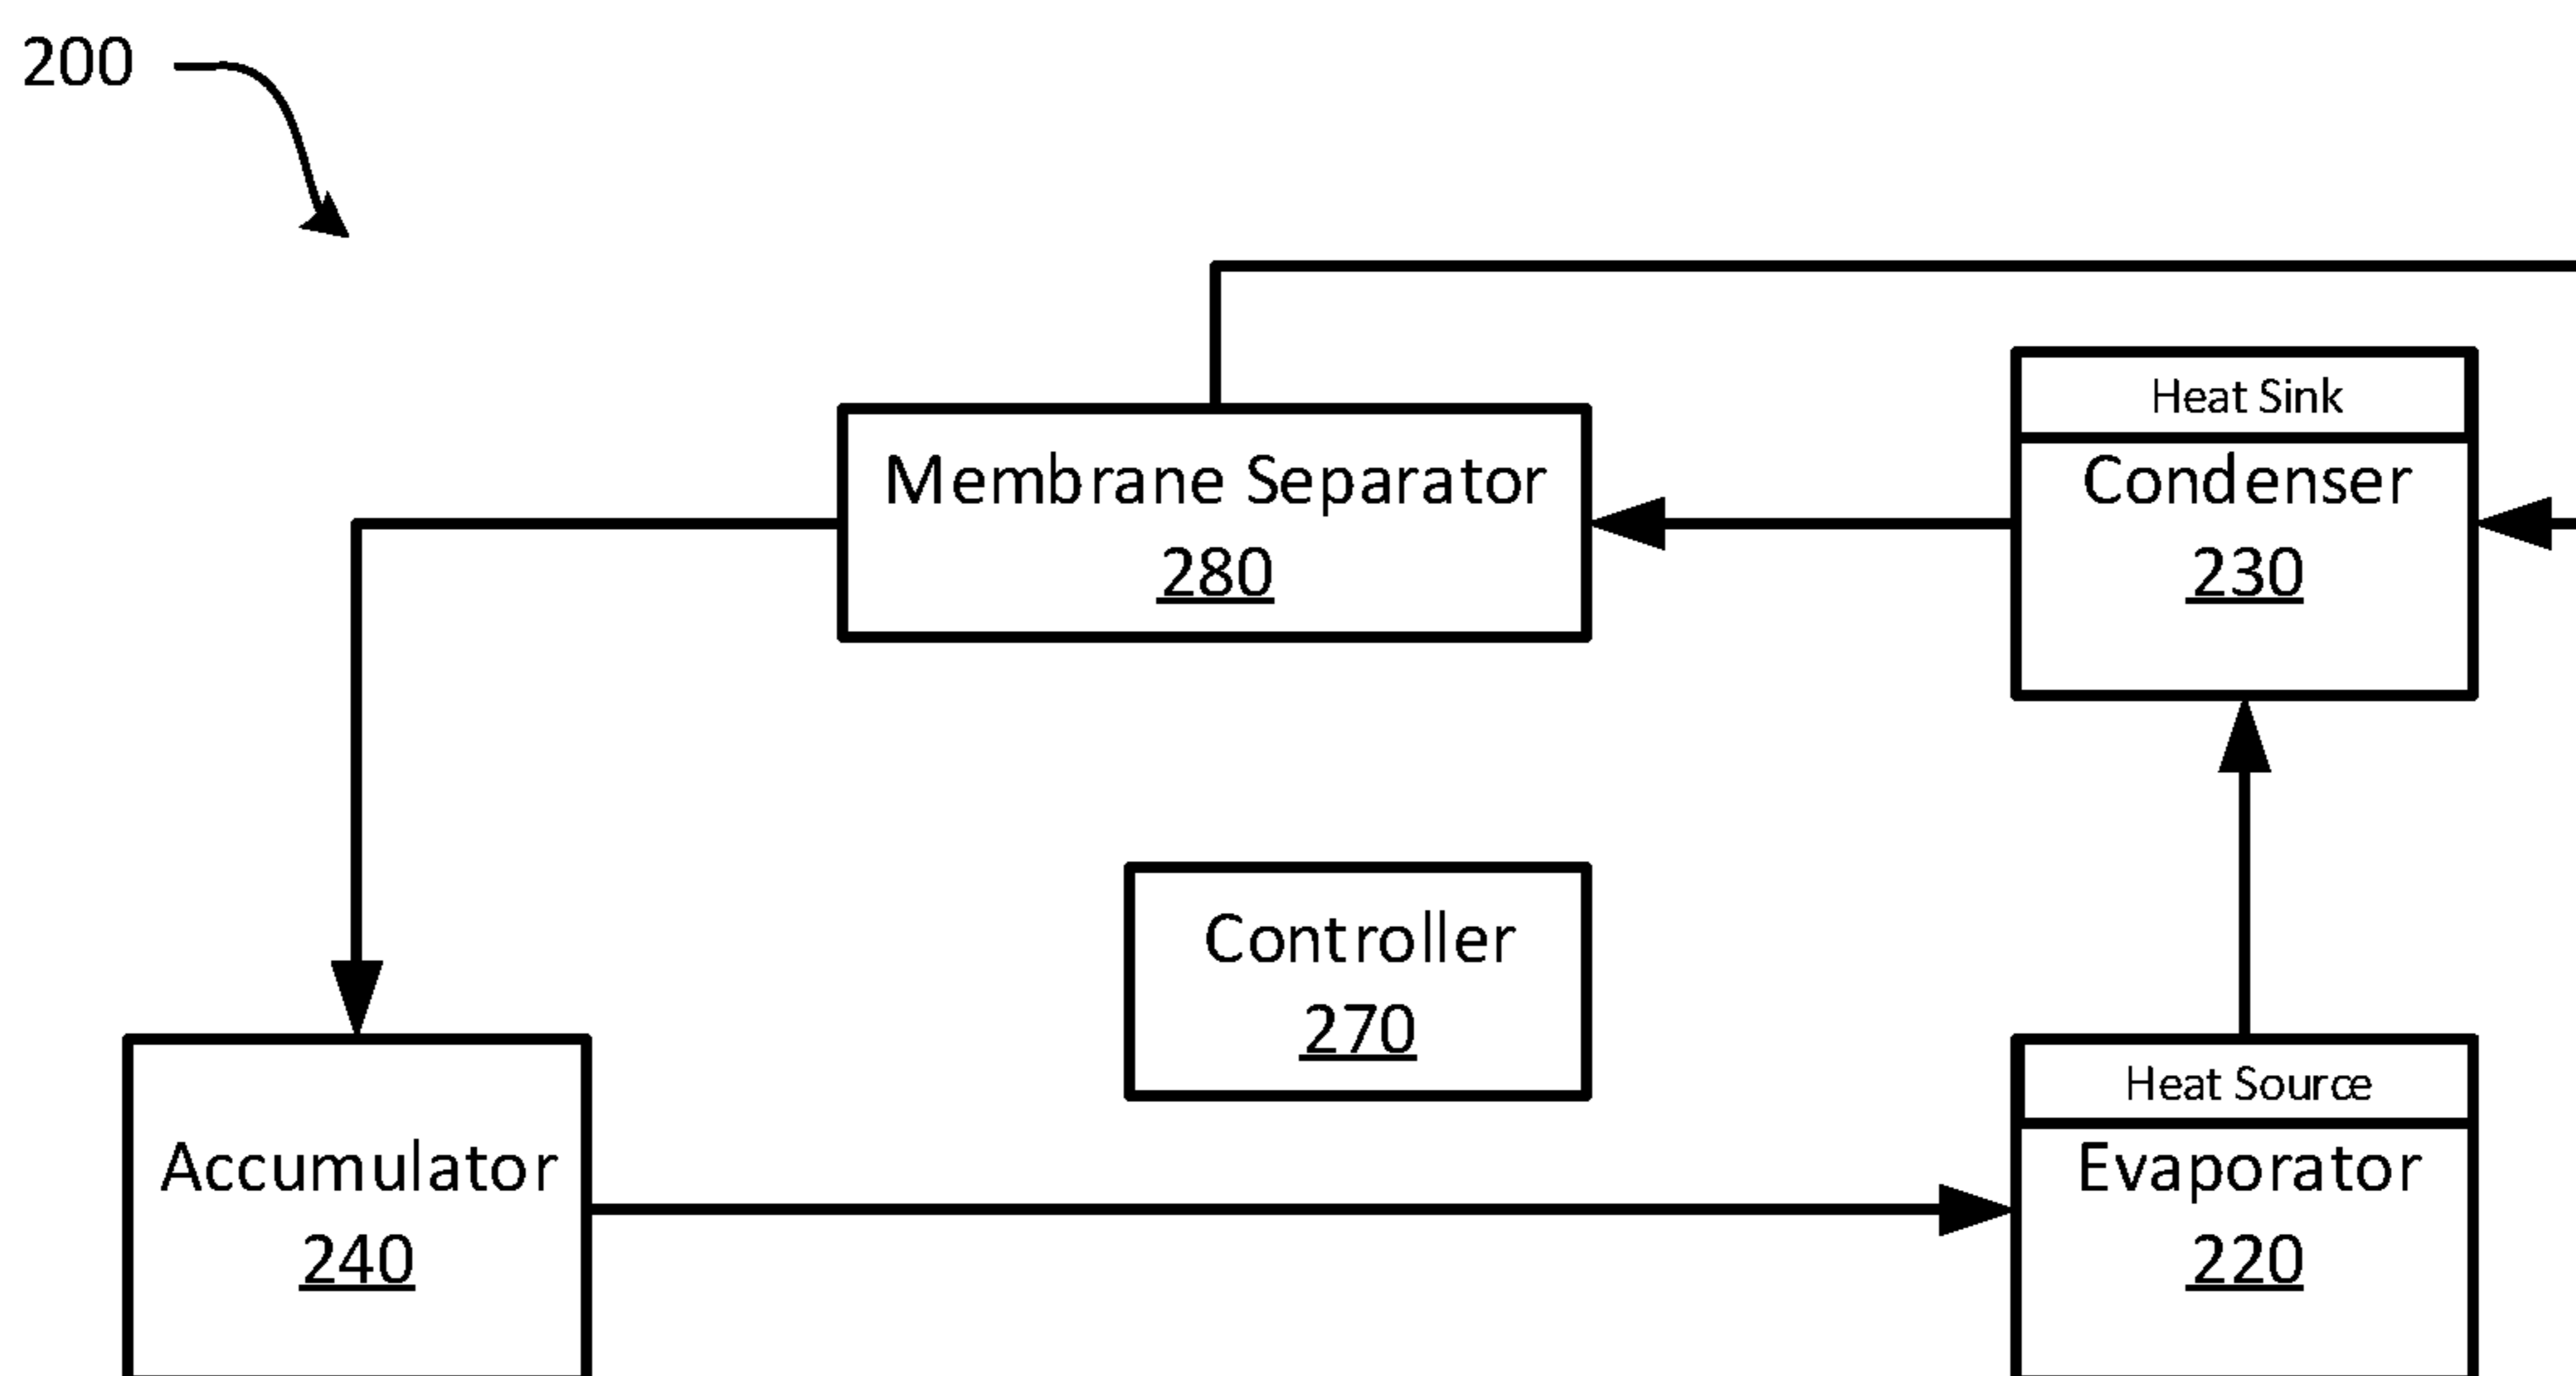 200
Heat Sink
Membrane Separator
280
Condenser
230
Controller
270
Accumulator
240
Heat Source
Evaporator
220